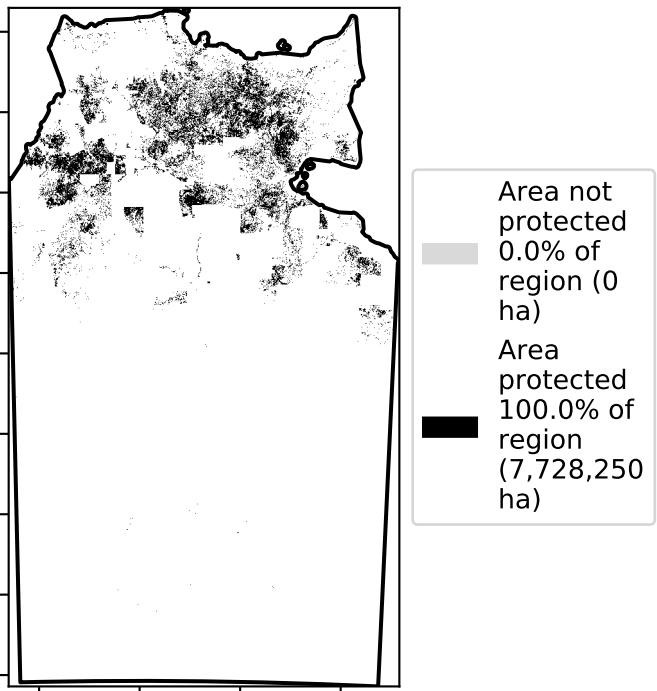 Area not
protected
0.0% of
region (0
ha)
Area
protected
100.0% of
region
(7,728,250
ha)